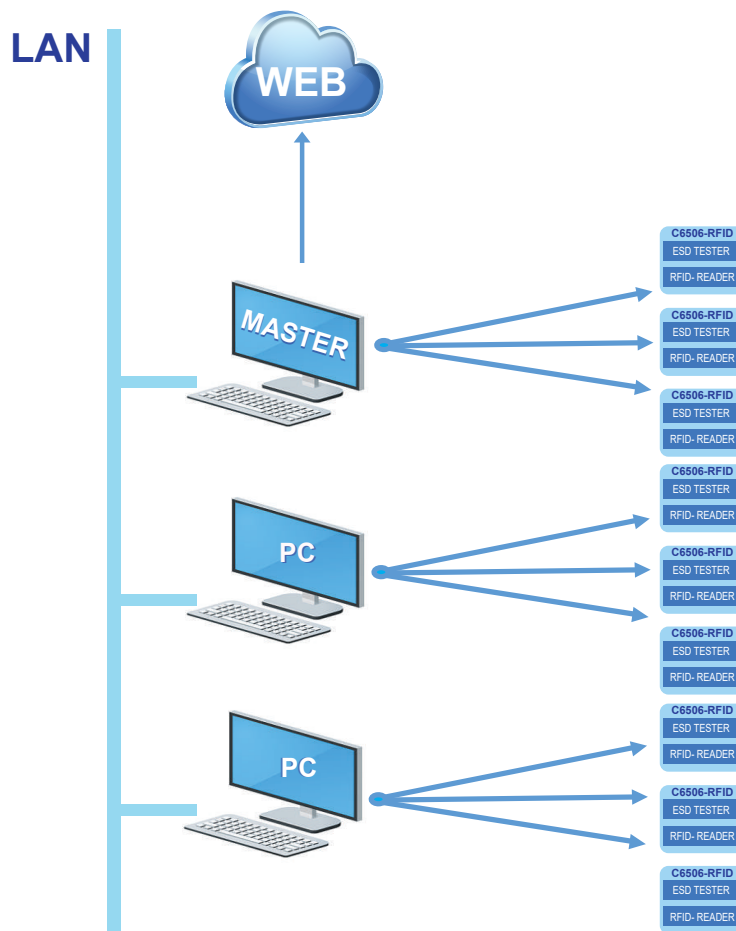 LAN
WEB
MASTER
C6506-RFID
ESD TESTER
RFID- READER
C6506-RFID
ESD TESTER
RFID- READER
C6506-RFID
ESD TESTER
RFID- READER
PC
C6506-RFID
ESD TESTER
RFID- READER
C6506-RFID
ESD TESTER
RFID- READER
C6506-RFID
ESD TESTER
RFID- READER
PC
C6506-RFID
ESD TESTER
RFID- READER
C6506-RFID
ESD TESTER
RFID- READER
C6506-RFID
ESD TESTER
RFID- READER